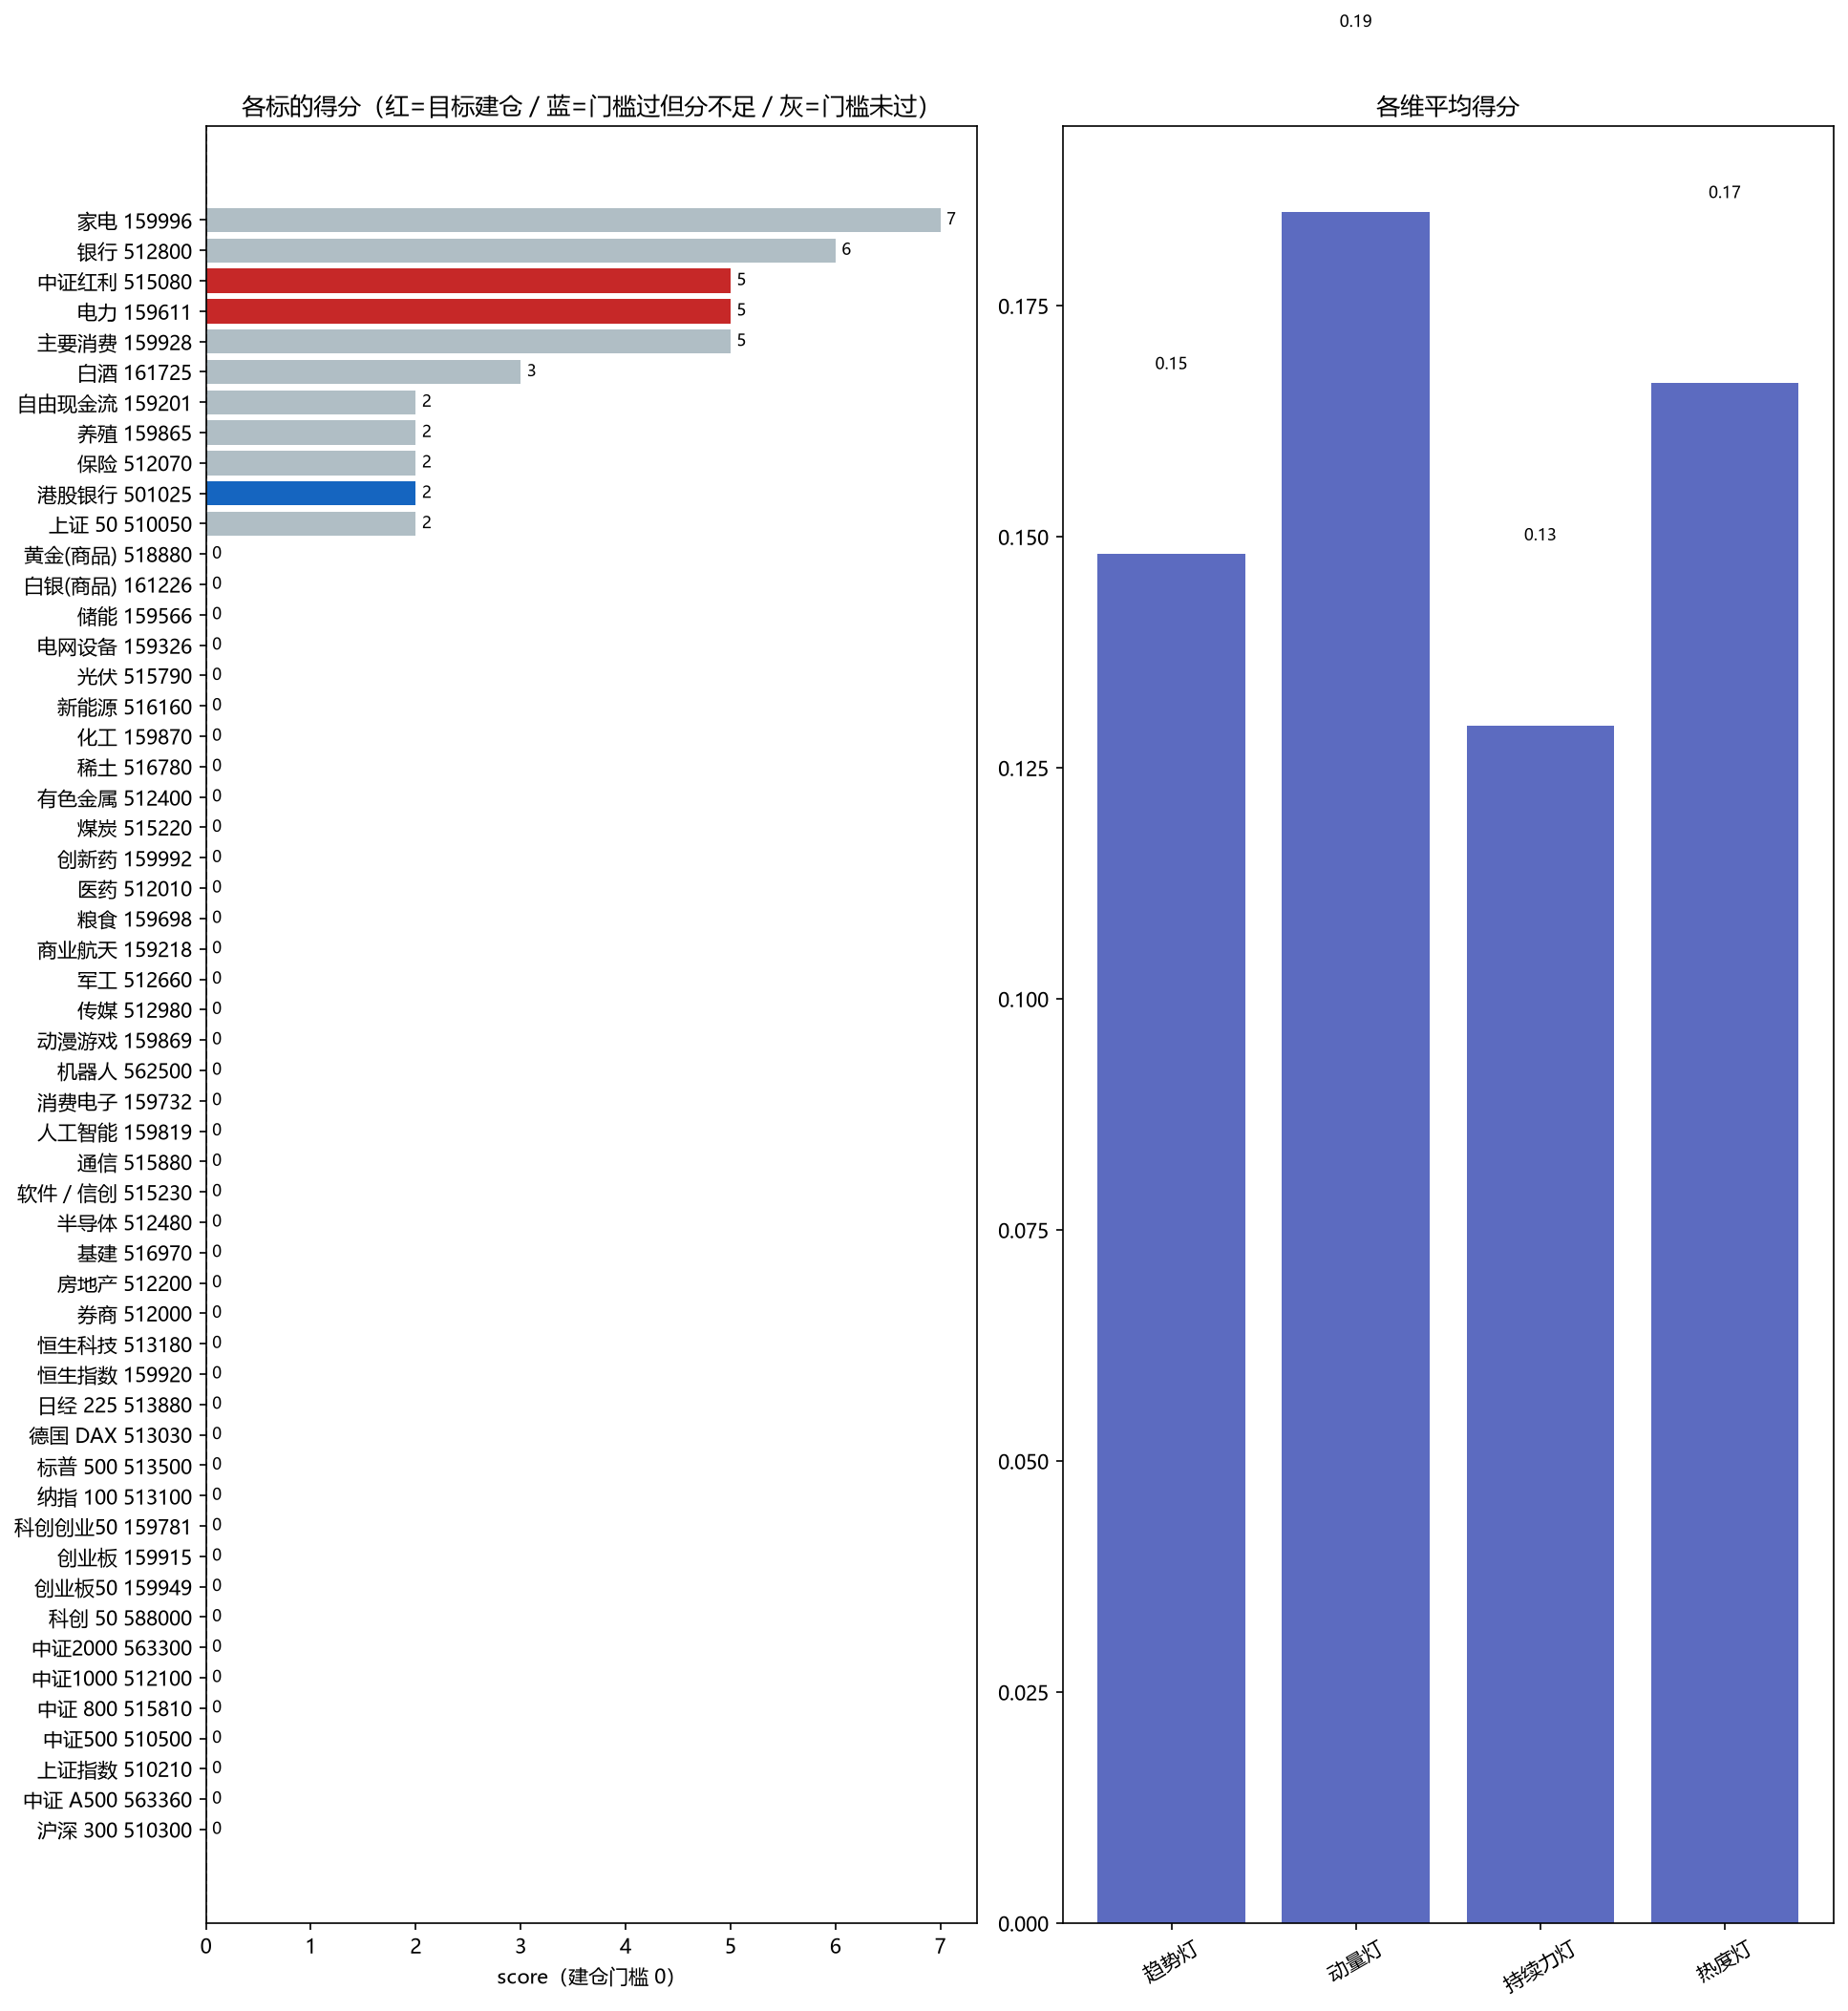 各标的得分（红=目标建仓 / 蓝=门槛过但分不足 / 灰=门槛未过）
家电 159996 7
银行 512800 6
中证红利 515080 5
电力 159611 5
主要消费 159928 5
白酒 161725 3
自由现金流 159201 2
养殖 159865 2
保险 512070 2
港股银行 501025 2
上证 50 510050 2
黄金(商品) 518880 0
白银(商品) 161226 0
储能 159566 0
电网设备 159326 0
光伏 515790 0
新能源 516160 0
化工 159870 0
稀土 516780 0
有色金属 512400 0
煤炭 515220 0
创新药 159992 0
医药 512010 0
粮食 159698 0
商业航天 159218 0
军工 512660 0
传媒 512980 0
动漫游戏 159869 0
机器人 562500 0
消费电子 159732 0
人工智能 159819 0
通信 515880 0
软件 / 信创 515230 0
半导体 512480 0
基建 516970 0
房地产 512200 0
券商 512000 0
恒生科技 513180 0
恒生指数 159920 0
日经 225 513880 0
德国 DAX 513030 0
标普 500 513500 0
纳指 100 513100 0
科创创业50 159781 0
创业板 159915 0
创业板50 159949 0
科创 50 588000 0
中证2000 563300 0
中证1000 512100 0
中证 800 515810 0
中证500 510500 0
上证指数 510210 0
中证 A500 563360 0
沪深 300 510300 0
0 1 2 3 4 5 6 7
score（建仓门槛 0）
各维平均得分
0.19
0.17
0.15
0.13
0.175
0.150
0.125
0.100
0.075
0.050
0.025
0.000
趋势灯 动量灯 持续力灯 热度灯